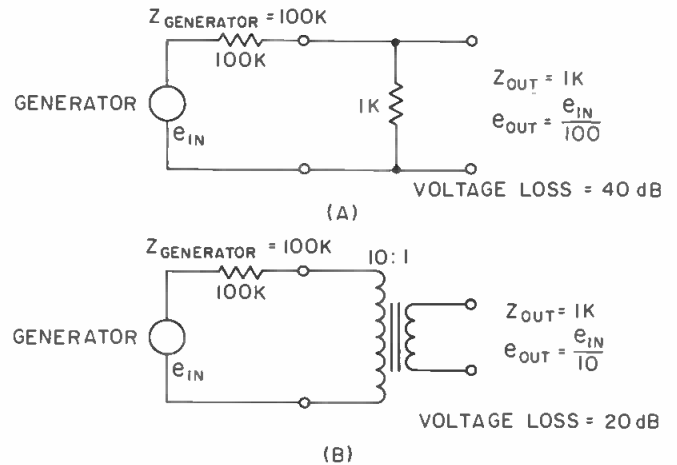 Z GENERATOR = 100K
100K
GENERATOR
e IN
1K
Z OUT = 1K
e OUT = e IN / 100
VOLTAGE LOSS = 40 dB
(A)
Z GENERATOR = 100K
100K
10:1
GENERATOR
e IN
Z OUT = 1K
e OUT = e IN / 10
VOLTAGE LOSS = 20 dB
(B)